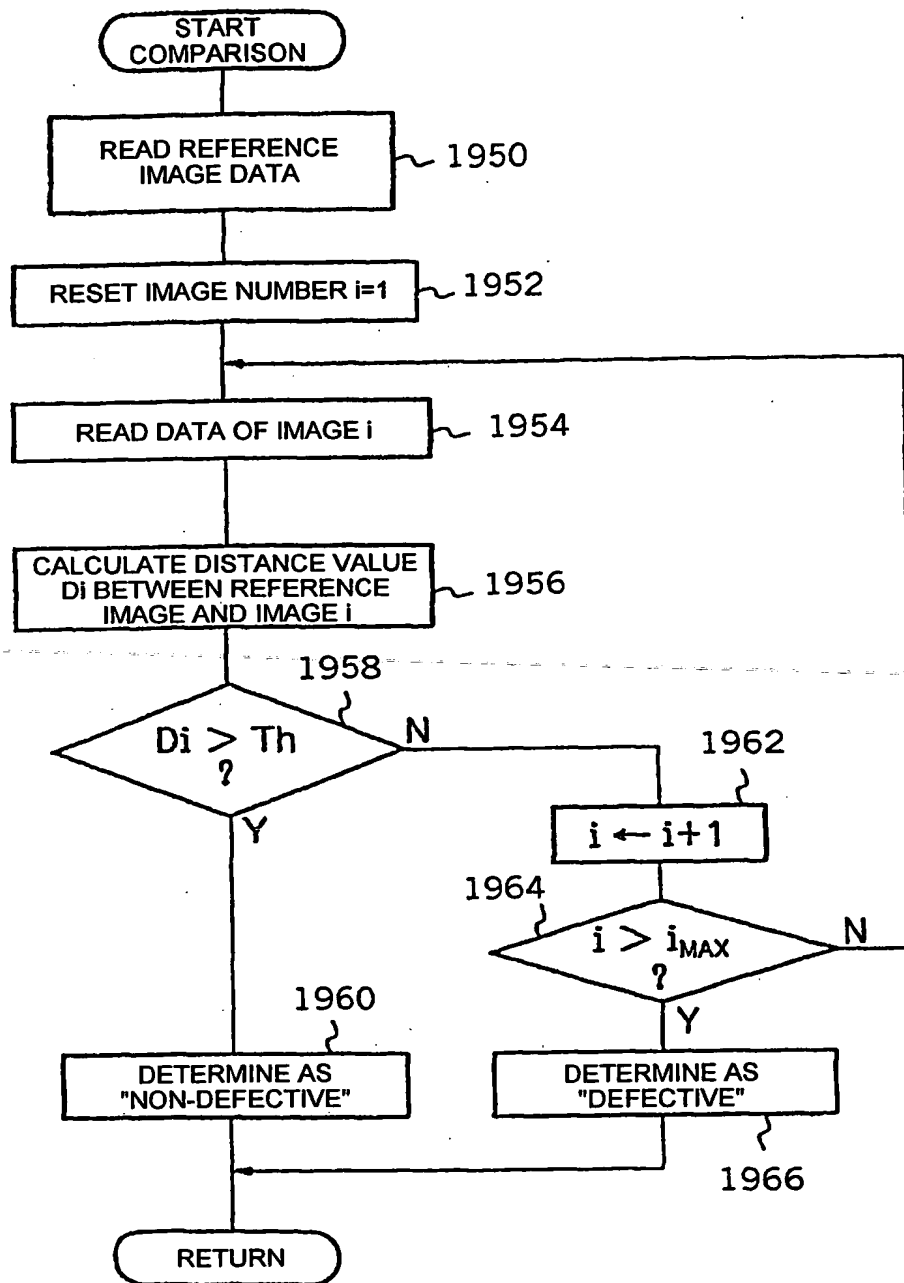 START
COMPARISON
READ REFERENCE
IMAGE DATA
1950
RESET IMAGE NUMBER i=1
1952
READ DATA OF IMAGE i
1954
CALCULATE DISTANCE VALUE
Di BETWEEN REFERENCE
IMAGE AND IMAGE i
1956
1958
Di > Th
?
N
Y
1962
i ← i+1
1964
i > iMAX
?
N
Y
1960
DETERMINE AS
"NON-DEFECTIVE"
DETERMINE AS
"DEFECTIVE"
1966
RETURN